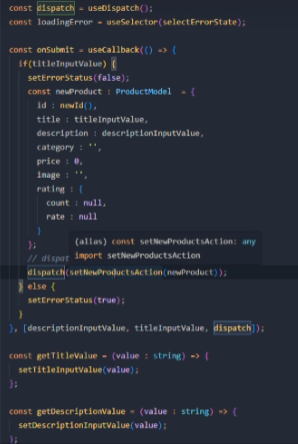 const dispatch = useDispatch();
const loadingError = useSelector(selectErrorState);
const onSubmit = useCallback(() => {
if(titleInputValue) {
setErrorStatus(false);
const newProduct : ProductModel = {
id : newId(),
title : titleInputValue,
description : descriptionInputValue,
category : '',
price : 0,
image : '',
rating : {
count : null,
rate : null
}
};
(alias) const setNewProductsAction: any
import setNewProductsAction
// dispat
dispatch(setNewProductsAction(newProduct));
} else {
setErrorStatus(true);
}
}, [descriptionInputValue, titleInputValue, dispatch]);
const getTitleValue = (value : string) => {
setTitleInputValue(value);
};
const getDescriptionValue = (value : string) => {
setDescriptionInputValue(value);
};